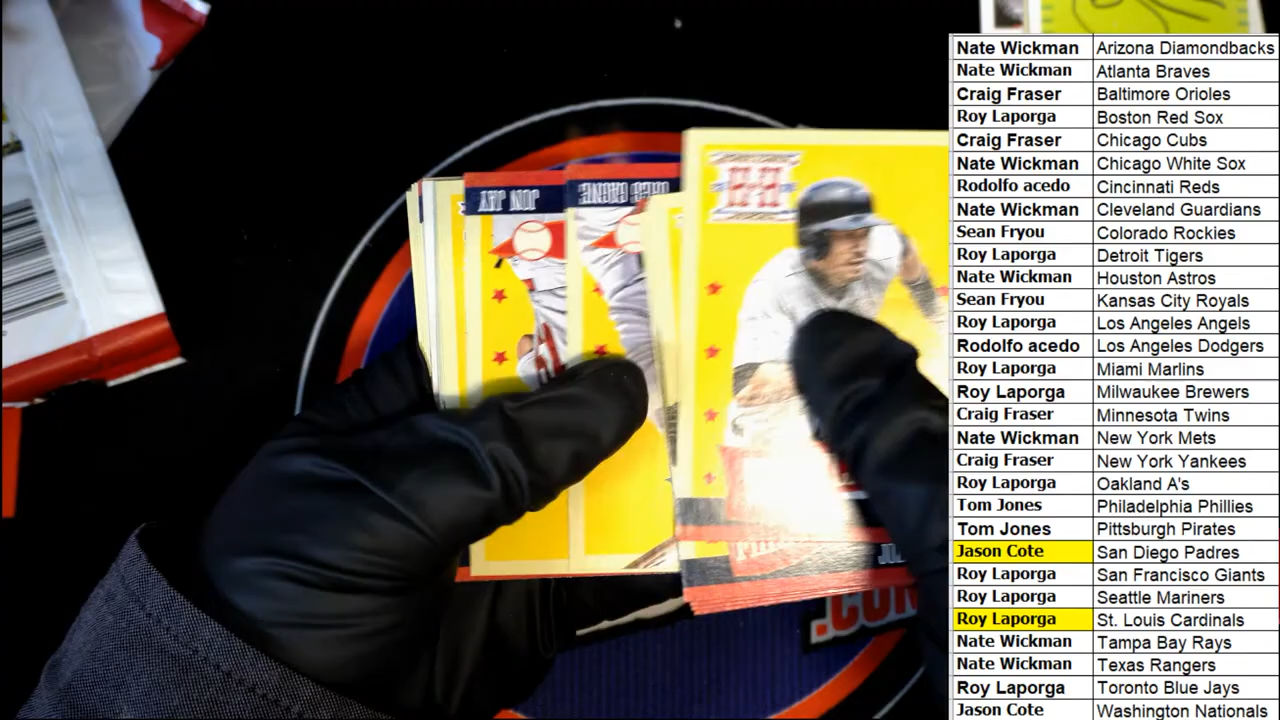 Nate Wickman Arizona Diamondbacks
Nate Wickman Atlanta Braves
Craig Fraser Baltimore Orioles
Roy Laporga Boston Red Sox
Craig Fraser Chicago Cubs
Nate Wickman Chicago White Sox
Rodolfo acedo Cincinnati Reds
Nate Wickman Cleveland Guardians
Sean Fryou Colorado Rockies
Roy Laporga Detroit Tigers
Nate Wickman Houston Astros
Sean Fryou Kansas City Royals
Roy Laporga Los Angeles Angels
Rodolfo acedo Los Angeles Dodgers
Roy Laporga Miami Marlins
Roy Laporga Milwaukee Brewers
Craig Fraser Minnesota Twins
Nate Wickman New York Mets
Craig Fraser New York Yankees
Roy Laporga Oakland A's
Tom Jones Philadelphia Phillies
Tom Jones Pittsburgh Pirates
Jason Cote San Diego Padres
Roy Laporga San Francisco Giants
Roy Laporga Seattle Mariners
Roy Laporga St. Louis Cardinals
Nate Wickman Tampa Bay Rays
Nate Wickman Texas Rangers
Roy Laporga Toronto Blue Jays
Jason Cote Washington Nationals
JON JAY
.COM